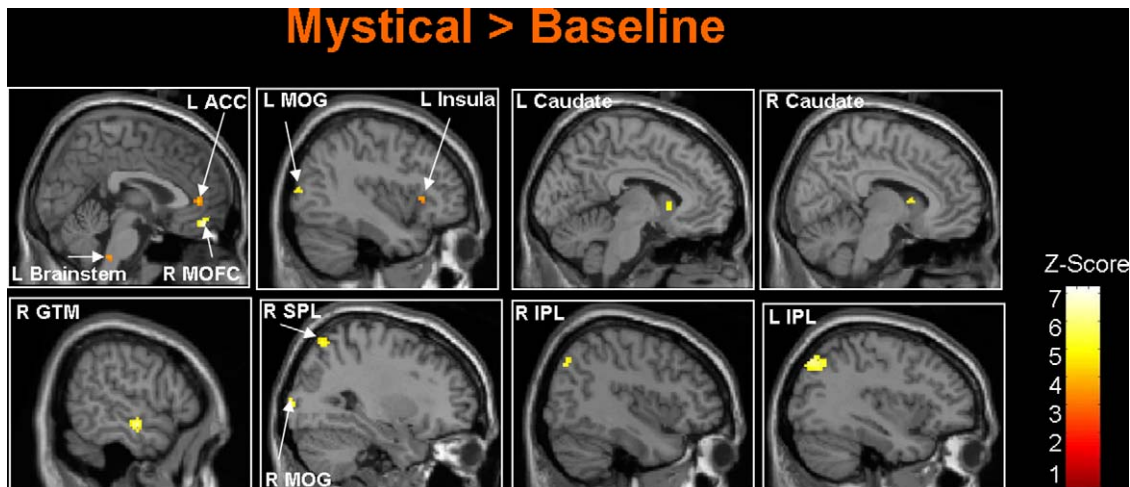 Mystical > Baseline
L ACC
L Brainstem
R MOFC
L MOG
L Insula
L Caudate
R Caudate
R GTM
R SPL
R MOG
R IPL
L IPL
Z-Score
7
6
5
4
3
2
1